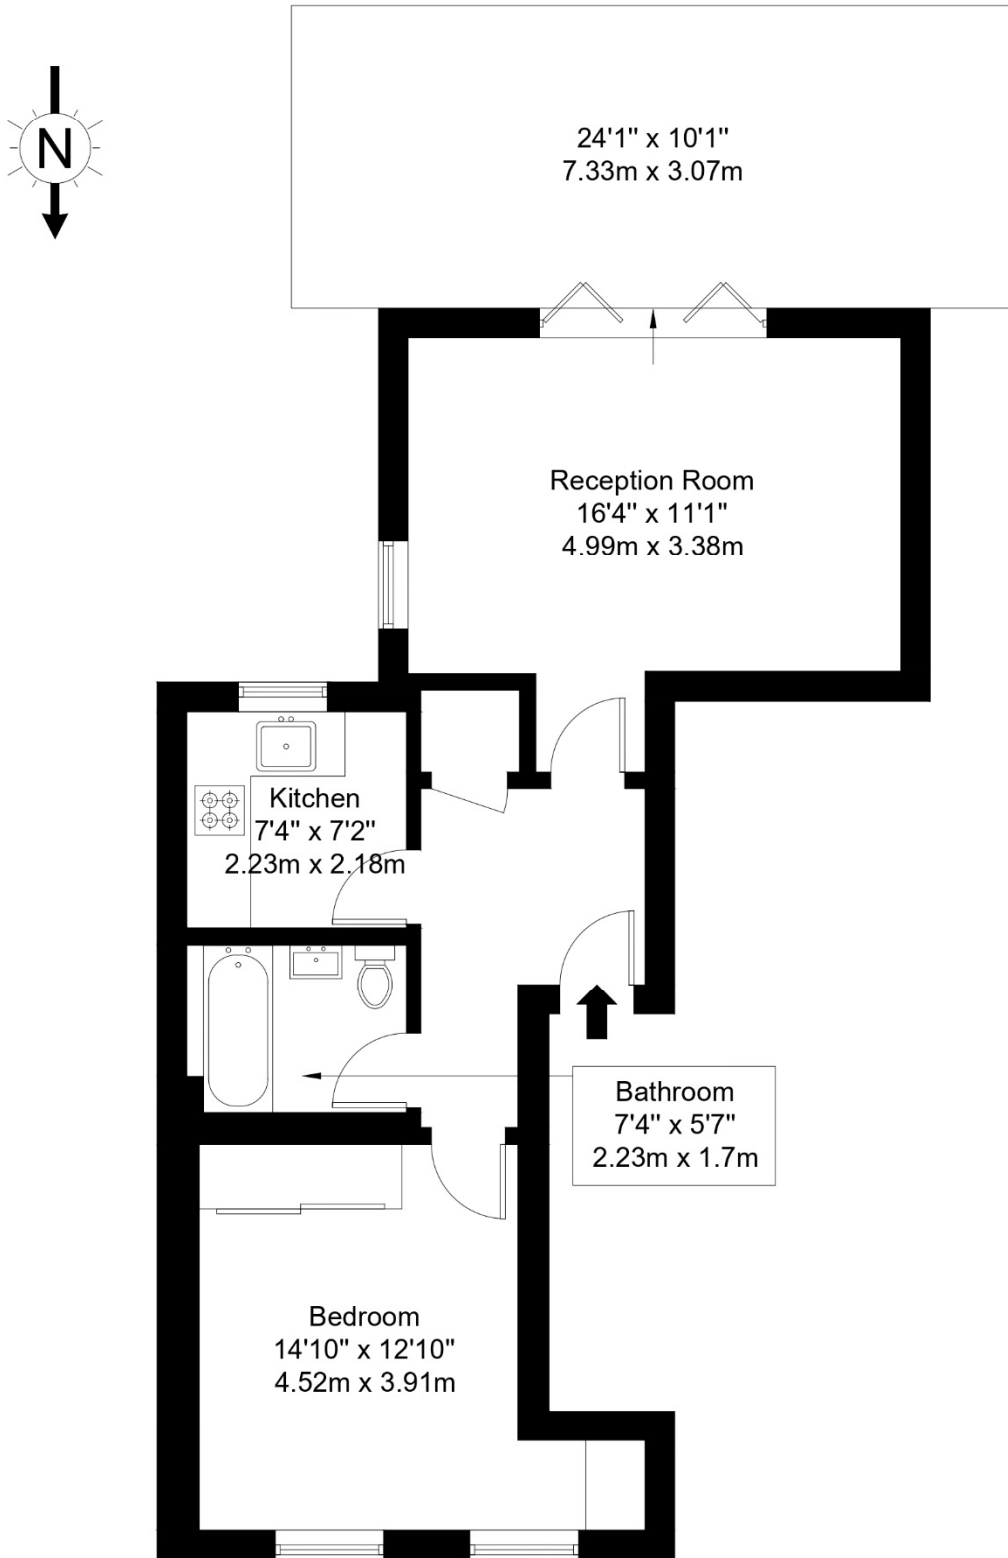 N
24'1" x 10'1"
7.33m x 3.07m
Reception Room
16'4" x 11'1"
4.99m x 3.38m
Kitchen
7'4" x 7'2"
2.23m x 2.18m
Bathroom
7'4" x 5'7"
2.23m x 1.7m
Bedroom
14'10" x 12'10"
4.52m x 3.91m